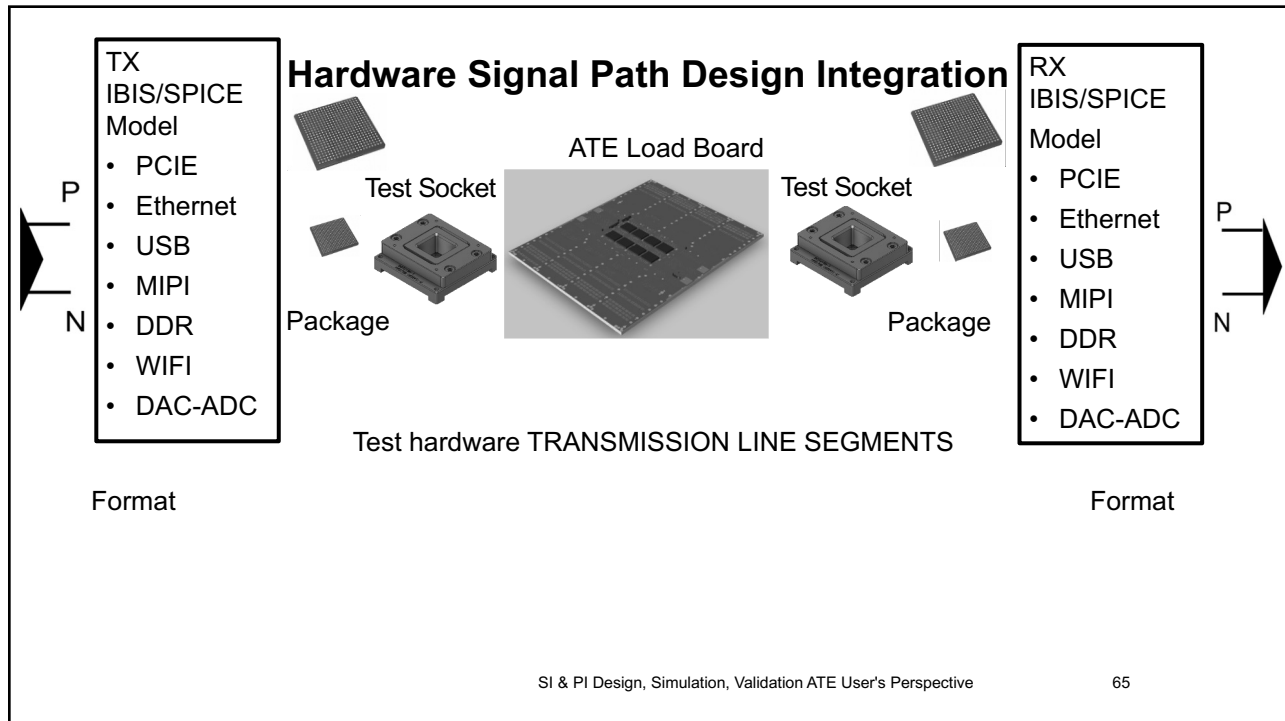 Hardware Signal Path Design Integration
TX
IBIS/SPICE
Model
• PCIE
• Ethernet
• USB
• MIPI
• DDR
• WIFI
• DAC-ADC
P
N
Format
Package
Test Socket
ATE Load Board
Test Socket
Package
Test hardware TRANSMISSION LINE SEGMENTS
RX
IBIS/SPICE
Model
• PCIE
• Ethernet
• USB
• MIPI
• DDR
• WIFI
• DAC-ADC
P
N
Format
SI & PI Design, Simulation, Validation ATE User's Perspective
65